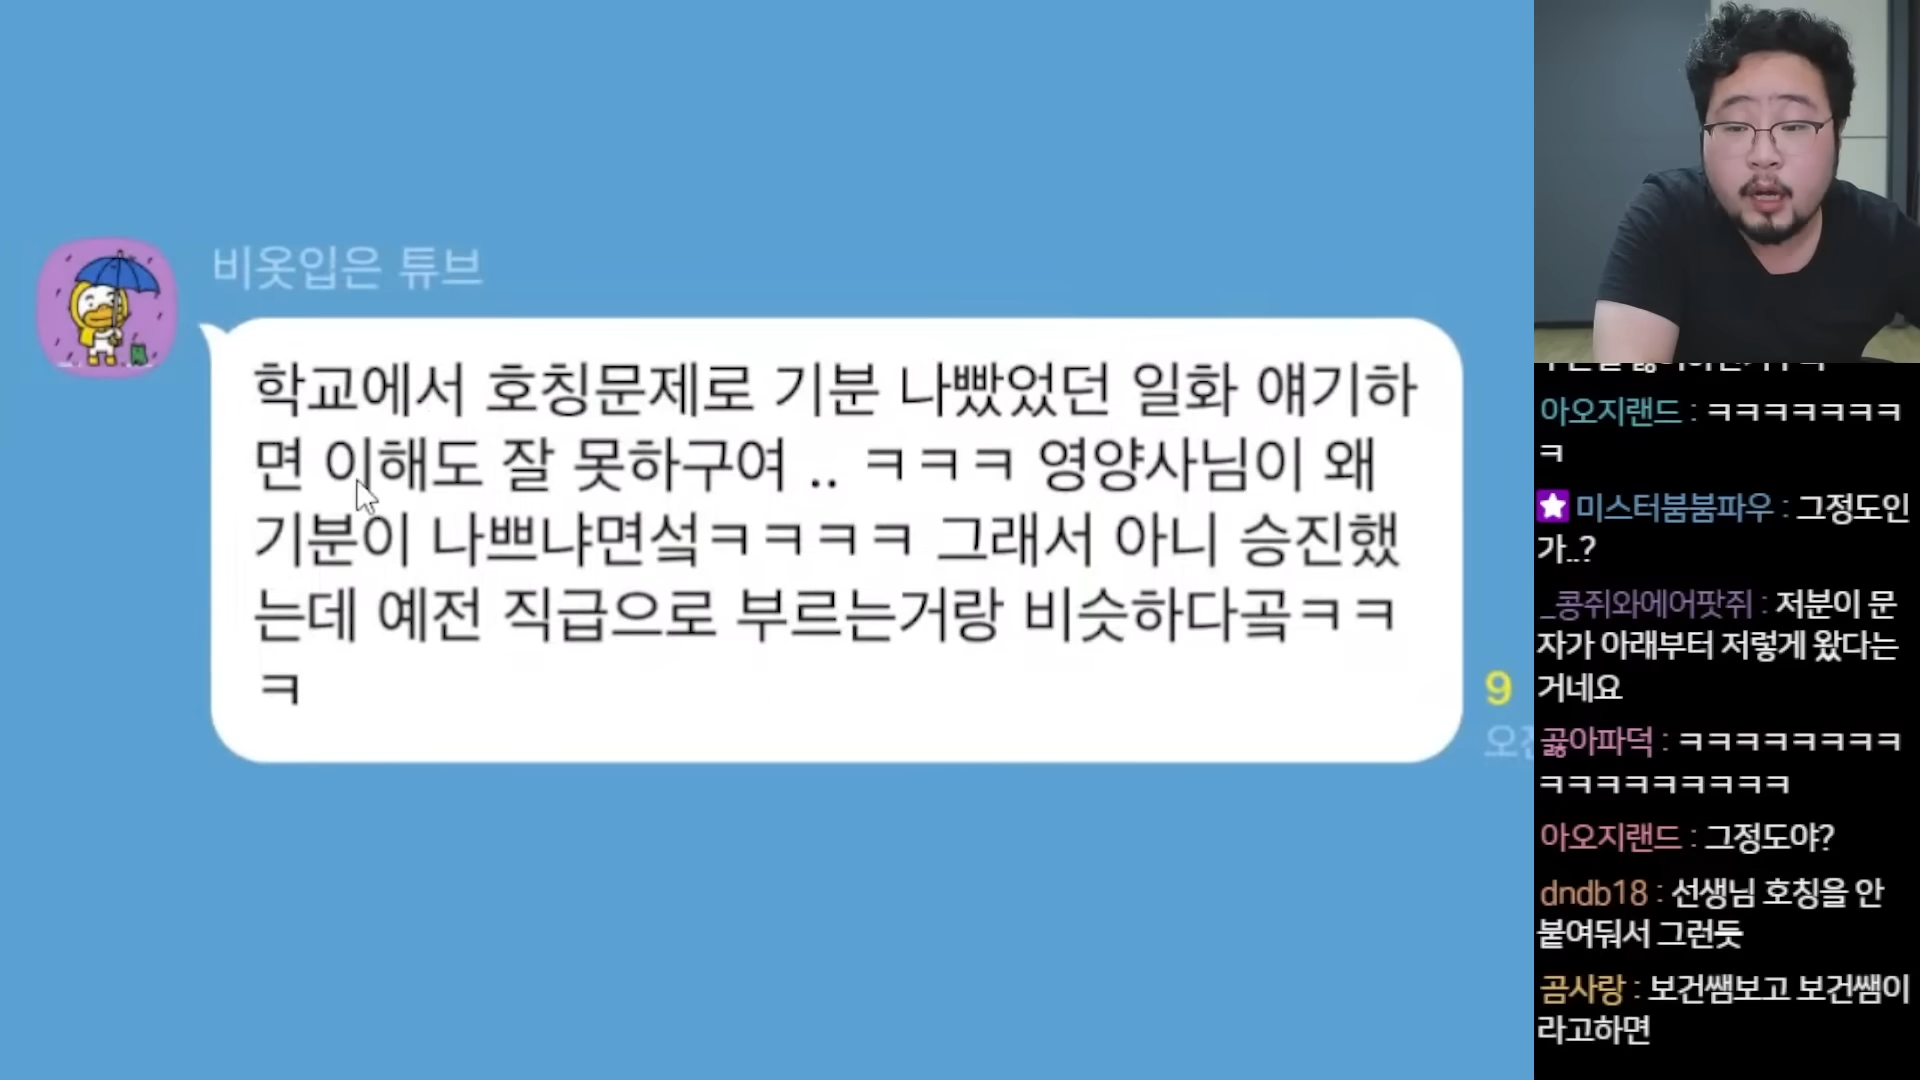 비옷입은 튜브
학교에서 호칭문제로 기분 나빴었던 일화 얘기하
면 이해도 잘 못하구여 .. ㅋㅋㅋ 영양사님이 왜
기분이 나쁘냐면섴ㅋㅋㅋㅋ 그래서 아니 승진했
는데 예전 직급으로 부르는거랑 비슷하다곸ㅋㅋ
ㅋ
9
아오지랜드 : ㅋㅋㅋㅋㅋㅋㅋ
ㅋ
미스터붐붐파우 : 그정도인
가..?
_콩쥐와에어팟쥐 : 저분이 문
자가 아래부터 저렇게 왔다는
거네요
곯아파덕 : ㅋㅋㅋㅋㅋㅋㅋㅋ
ㅋㅋㅋㅋㅋㅋㅋㅋㅋ
아오지랜드 : 그정도야?
dndb18 : 선생님 호칭을 안
붙여둬서 그런듯
곰사랑 : 보건쌤보고 보건쌤이
라고하면